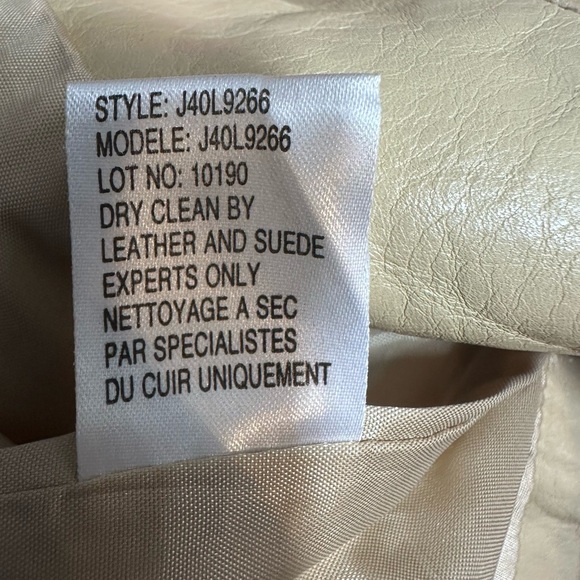 STYLE: J40L9266
MODELE: J40L9266
LOT NO: 10190
DRY CLEAN BY
LEATHER AND SUEDE
EXPERTS ONLY
NETTOYAGE A SEC
PAR SPECIALISTES
DU CUIR UNIQUEMENT